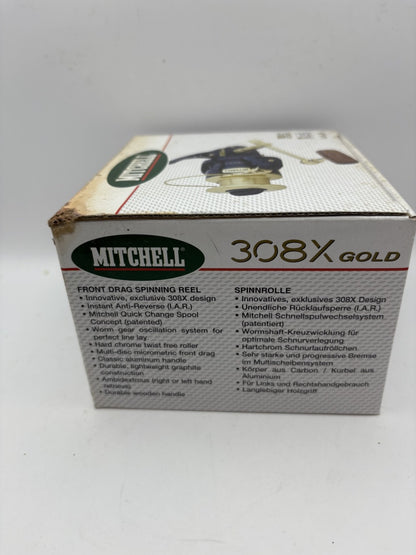 MITCHELL
MITCHELL
308X GOLD
FRONT DRAG SPINNING REEL
• Innovative, exclusive 308X design
• Instant Anti-Reverse (I.A.R.)
• Mitchell Quick Change Spool
Concept (patented)
• Worm gear oscillation system for
perfect line lay
• Hard chrome twist free roller
• Multi-disc micrometric front drag
• Classic aluminum handle
• Durable, lightweight graphite
construction
• Ambidextrous (right or left hand
retrieve)
• Durable wooden handle
SPINNROLLE
• Innovatives, exklusives 308X Design
• Unendliche Rücklaufsperre (I.A.R.)
• Mitchell Schnellspulwechselsystem
(patentiert)
• Wormshaft-Kreuzwicklung für
optimale Schnurverlegung
• Hartchrom Schnurlaufröllchen
• Sehr starke und progressive Bremse
im Multischeibensystem
• Körper aus Carbon / Kurbel aus
Aluminium
• Für Links und Rechtshandgebrauch
• Langlebiger Holzgriff